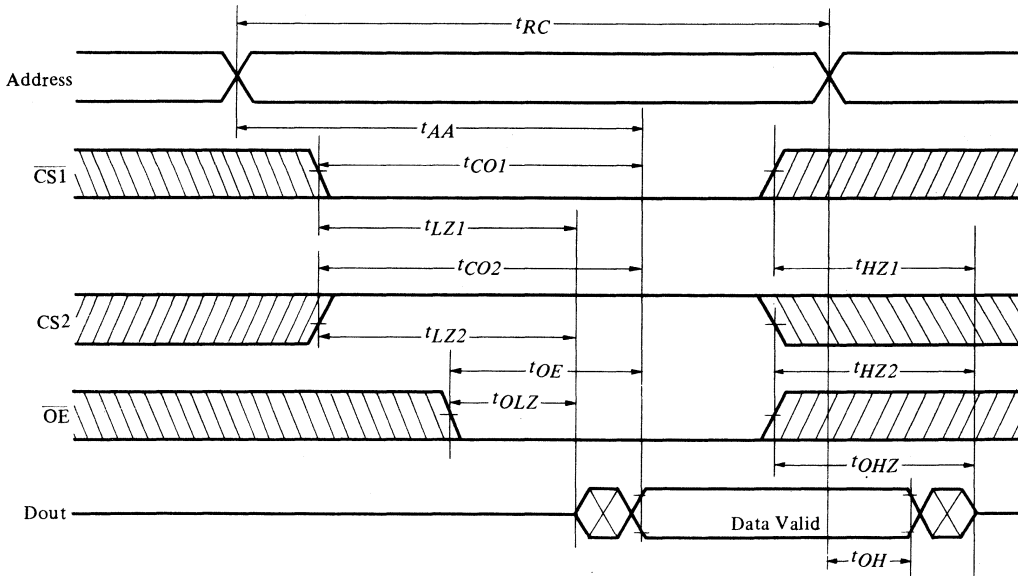 tRC
Address
tAA
CS1
tCO1
tLZ1
tCO2
tHZ1
CS2
tLZ2
tOE
tHZ2
OE
tOLZ
tOHZ
Dout
Data Valid
tOH